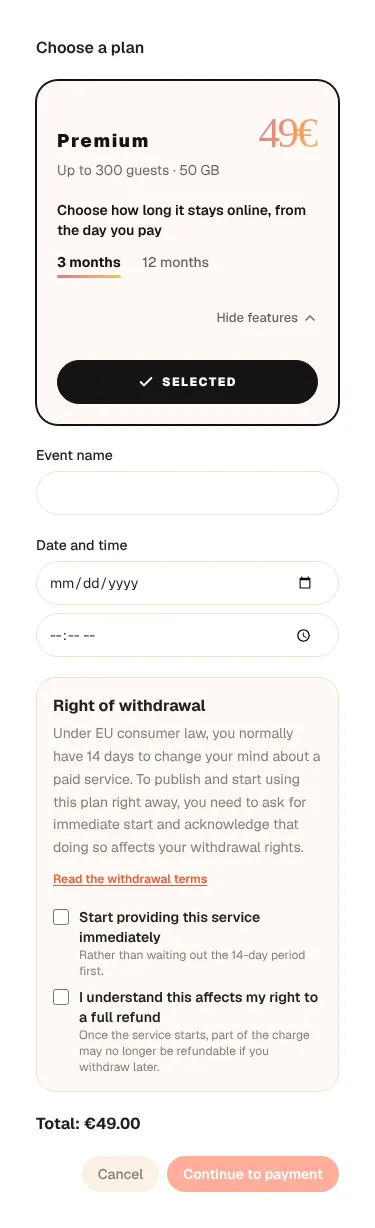 Choose a plan
Premium
49€
Up to 300 guests · 50 GB
Choose how long it stays online, from
the day you pay
3 months 12 months
Hide features
SELECTED
Event name
Date and time
mm/dd/yyyy
--:-- --
Right of withdrawal
Under EU consumer law, you normally
have 14 days to change your mind about a
paid service. To publish and start using
this plan right away, you need to ask for
immediate start and acknowledge that
doing so affects your withdrawal rights.
Read the withdrawal terms
Start providing this service
immediately
Rather than waiting out the 14-day period
first.
I understand this affects my right to
a full refund
Once the service starts, part of the charge
may no longer be refundable if you
withdraw later.
Total: €49.00
Cancel Continue to payment